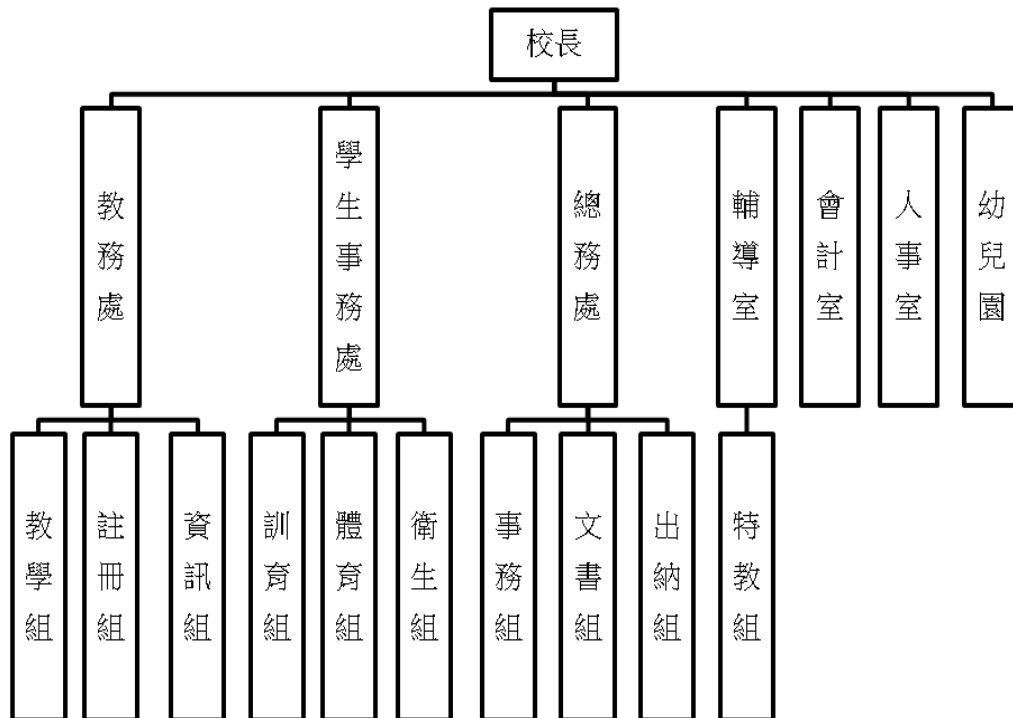 校長
教務處
學生事務處
總務處
輔導室
會計室
人事室
幼兒園
教學組
註冊組
資訊組
訓育組
體育組
衛生組
事務組
文書組
出納組
特教組